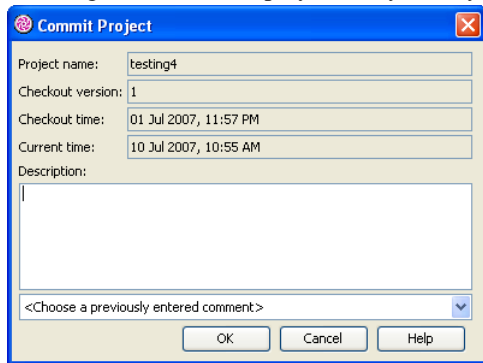 Commit Project
Project name: testing4
Checkout version: 1
Checkout time: 01 Jul 2007, 11:57 PM
Current time: 10 Jul 2007, 10:55 AM
Description:
<Choose a previously entered comment>
OK Cancel Help